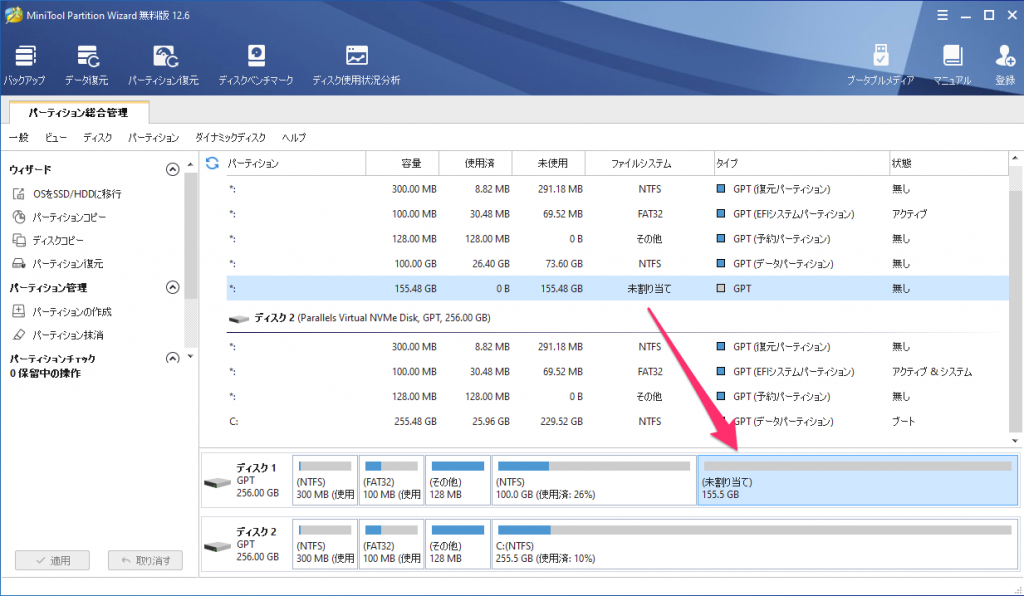 MiniTool Partition Wizard 無料版 12.6
バックアップ
データ復元
パーティション復元
ディスクベンチマーク
ディスク使用状況分析
ブータブルメディア
マニュアル
登録
パーティション総合管理
一般 ビュー ディスク パーティション ダイナミックディスク ヘルプ
ウィザード
OSをSSD/HDDに移行
パーティションコピー
ディスクコピー
パーティション復元
パーティション管理
パーティションの作成
パーティション抹消
パーティションチェック
0 保留中の操作
適用
取り消す
パーティション 容量 使用済 未使用 ファイルシステム タイプ 状態
*: 300.00 MB 8.82 MB 291.18 MB NTFS GPT (復元パーティション) 無し
*: 100.00 MB 30.48 MB 69.52 MB FAT32 GPT (EFIシステムパーティション) アクティブ
*: 128.00 MB 128.00 MB 0 B その他 GPT (予約パーティション) 無し
*: 100.00 GB 26.40 GB 73.60 GB NTFS GPT (データパーティション) 無し
*: 155.48 GB 0 B 155.48 GB 未割り当て GPT 無し
ディスク 2 (Parallels Virtual NVMe Disk, GPT, 256.00 GB)
*: 300.00 MB 8.82 MB 291.18 MB NTFS GPT (復元パーティション) 無し
*: 100.00 MB 30.48 MB 69.52 MB FAT32 GPT (EFIシステムパーティション) アクティブ & システム
*: 128.00 MB 128.00 MB 0 B その他 GPT (予約パーティション) 無し
C: 255.48 GB 25.96 GB 229.52 GB NTFS GPT (データパーティション) ブート
ディスク 1
GPT
256.00 GB
(NTFS)
300 MB (使用
(FAT32)
100 MB (使用
(その他)
128 MB
(NTFS)
100.0 GB (使用済: 26%)
(未割り当て)
155.5 GB
ディスク 2
GPT
256.00 GB
(NTFS)
300 MB (使用
(FAT32)
100 MB (使用
(その他)
128 MB
C:(NTFS)
255.5 GB (使用済: 10%)